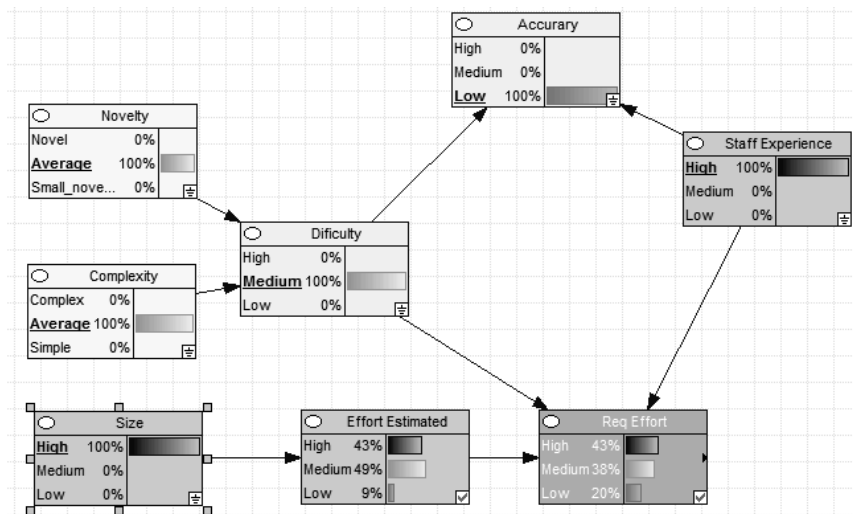 Accurary
High 0%
Medium 0%
Low 100%
Novelty
Novel 0%
Average 100%
Small_nove... 0%
Staff Experience
High 100%
Medium 0%
Low 0%
Dificulty
High 0%
Medium 100%
Low 0%
Complexity
Complex 0%
Average 100%
Simple 0%
Size
High 100%
Medium 0%
Low 0%
Effort Estimated
High 43%
Medium 49%
Low 9%
Req Effort
High 43%
Medium 38%
Low 20%